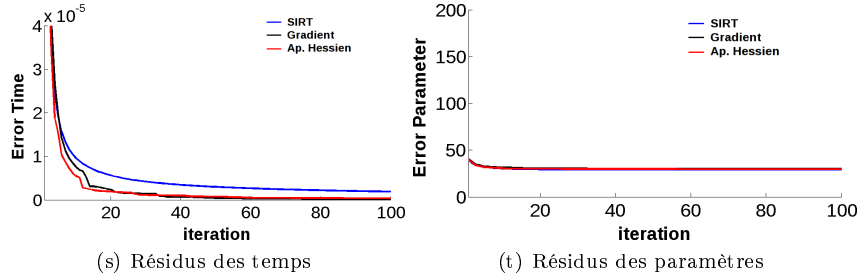 x 10^-5
4
3
2
1
0
20 40 60 80 100
Error Time
iteration
SIRT
Gradient
Ap. Hessien
(s) Résidus des temps
200
150
100
50
0
0 20 40 60 80 100
Error Parameter
iteration
SIRT
Gradient
Ap. Hessien
(t) Résidus des paramètres